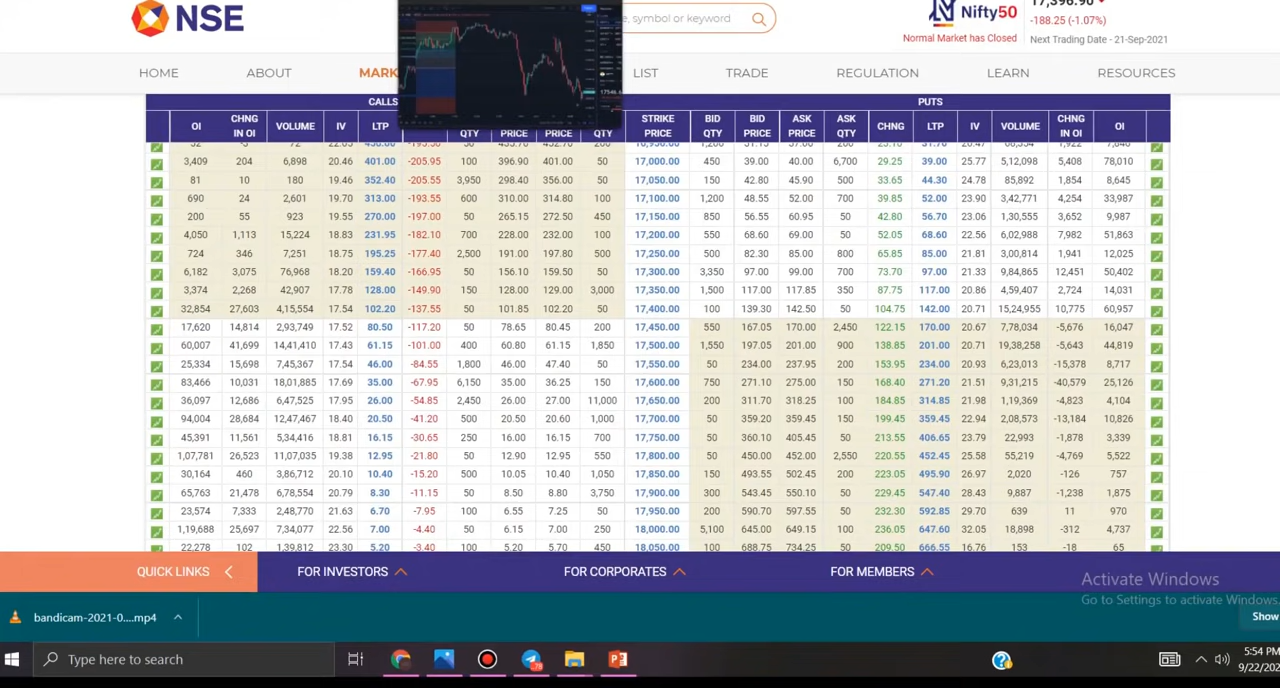 NSE
, symbol or keyword
Nifty50
17,396.90
-188.25 (-1.07%)
Normal Market has Closed
Next Trading Date - 21-Sep-2021
HOME ABOUT MARK LIST TRADE REGULATION LEARN RESOURCES
CALLS PUTS
OI CHNG IN OI VOLUME IV LTP QTY PRICE PRICE QTY STRIKE PRICE BID QTY BID PRICE ASK PRICE ASK QTY CHNG LTP IV VOLUME CHNG IN OI OI
3,409 204 6,898 20.46 401.00 -205.95 100 396.90 401.00 50 17,000.00 450 39.00 40.00 6,700 29.25 39.00 25.77 5,12,098 5,408 78,010
81 10 180 19.46 352.40 -205.55 3,950 298.40 356.00 50 17,050.00 150 42.80 45.90 500 33.65 44.30 24.78 85,892 1,854 8,645
690 24 2,601 19.70 313.00 -193.55 600 310.00 314.80 100 17,100.00 1,200 48.55 52.00 700 39.85 52.00 23.90 3,42,771 4,254 33,987
200 55 923 19.55 270.00 -197.00 50 265.15 272.50 450 17,150.00 850 56.55 60.95 50 42.80 56.70 23.06 1,30,555 3,652 9,987
4,050 1,113 15,224 18.83 231.95 -182.10 700 228.00 232.00 100 17,200.00 550 68.60 69.00 50 52.05 68.60 22.56 6,02,988 7,982 51,863
724 346 7,251 18.75 195.25 -177.40 2,500 191.00 197.80 500 17,250.00 500 82.30 85.00 800 65.85 85.00 21.81 3,00,814 1,941 12,025
6,182 3,075 76,968 18.20 159.40 -166.95 50 156.10 159.50 50 17,300.00 3,350 97.00 99.00 700 73.70 97.00 21.33 9,84,865 12,451 50,402
3,374 2,268 42,907 17.78 128.00 -149.90 150 128.00 129.00 3,000 17,350.00 1,500 117.00 117.85 350 87.75 117.00 20.86 4,59,407 2,724 14,031
32,854 27,603 4,15,554 17.54 102.20 -137.55 50 101.85 102.20 50 17,400.00 100 139.30 142.50 50 104.75 142.00 20.71 15,24,955 10,775 60,957
17,620 14,814 2,93,749 17.52 80.50 -117.20 50 78.65 80.45 200 17,450.00 550 167.05 170.00 2,450 122.15 170.00 20.67 7,78,034 -5,676 16,047
60,007 41,699 14,41,410 17.43 61.15 -101.00 400 60.80 61.15 1,850 17,500.00 1,550 197.05 201.00 900 138.85 201.00 20.71 19,38,258 -5,643 44,819
25,334 15,698 7,45,367 17.54 46.00 -84.55 1,800 46.00 47.40 50 17,550.00 50 234.00 237.95 200 153.95 234.00 20.93 6,23,013 -15,378 8,717
83,466 10,031 18,01,885 17.69 35.00 -67.95 6,150 35.00 36.25 150 17,600.00 750 271.10 275.00 150 168.40 271.20 21.51 9,31,215 -40,579 25,126
36,097 12,686 6,47,525 17.95 26.00 -54.85 2,450 26.00 27.00 11,000 17,650.00 200 311.70 318.25 100 184.85 314.85 21.98 1,19,369 -4,823 4,104
94,004 28,684 12,47,467 18.40 20.50 -41.20 500 20.50 20.60 1,000 17,700.00 50 359.20 359.45 150 199.45 359.45 22.94 2,08,573 -13,184 10,826
45,391 11,561 5,34,416 18.81 16.15 -30.65 250 16.00 16.15 700 17,750.00 50 360.10 405.45 50 213.55 406.65 23.79 22,993 -1,878 3,339
1,07,781 26,523 11,07,035 19.38 12.95 -21.80 50 12.90 12.95 550 17,800.00 50 450.00 452.00 2,550 220.55 452.45 25.58 55,219 -4,769 5,522
30,164 460 3,86,712 20.10 10.40 -15.20 500 10.05 10.40 1,050 17,850.00 150 493.55 502.45 200 223.05 495.90 26.97 2,020 -126 757
65,763 21,478 6,78,554 20.79 8.30 -11.15 100 8.50 8.80 3,750 17,900.00 300 543.45 550.10 50 229.45 547.40 28.43 9,887 -1,238 1,875
23,574 7,333 2,48,770 21.63 6.70 -7.95 100 6.55 7.25 50 17,950.00 200 590.70 597.55 50 232.30 592.85 29.70 639 11 970
1,19,688 25,697 7,34,077 22.56 7.00 -4.40 50 6.15 7.00 250 18,000.00 5,100 645.00 649.15 100 236.05 647.60 32.05 18,898 -312 4,737
22,278 102 1,39,812 23.30 5.20 -3.40 100 5.20 5.70 450 18,050.00 100 688.75 734.25 50 209.50 666.55 16.76 153 -18 65
QUICK LINKS FOR INVESTORS FOR CORPORATES FOR MEMBERS
Activate Windows
Go to Settings to activate Windows.
bandicam-2021-0....mp4 Show
Type here to search
78
5:54 PM
9/22/202